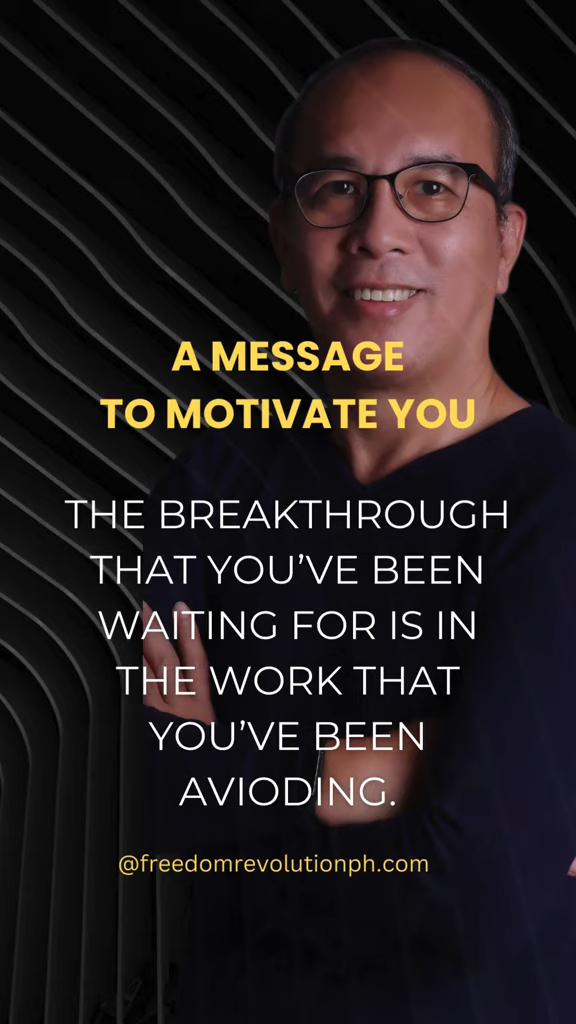 A MESSAGE
TO MOTIVATE YOU
THE BREAKTHROUGH
THAT YOU’VE BEEN
WAITING FOR IS IN
THE WORK THAT
YOU’VE BEEN
AVIODING.
@freedomrevolutionph.com